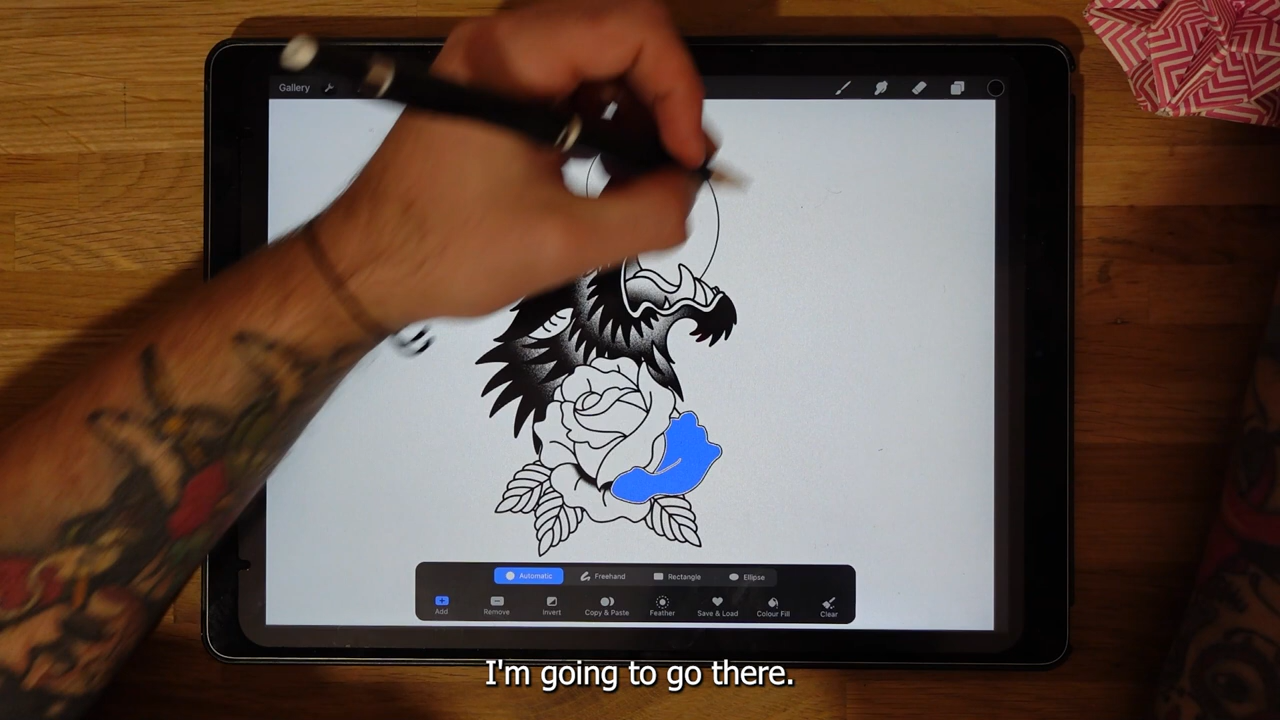 Gallery
Automatic
Freehand
Rectangle
Ellipse
Add
Remove
Invert
Copy & Paste
Feather
Save & Load
Colour Fill
Clear
I'm going to go there.